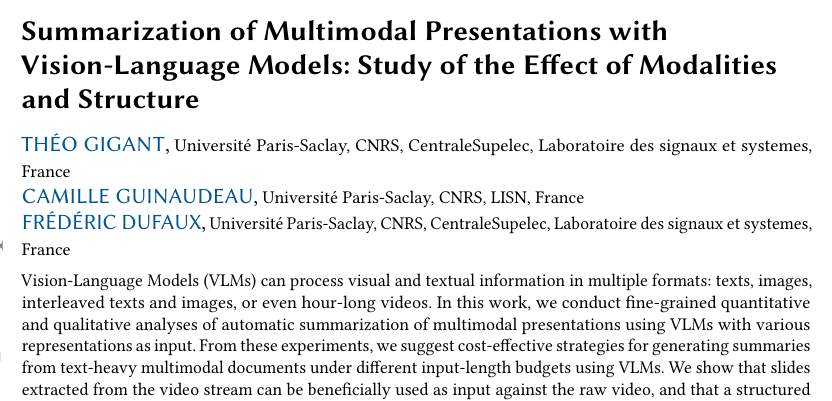 Summarization of Multimodal Presentations with
Vision-Language Models: Study of the Effect of Modalities
and Structure
THÉO GIGANT, Université Paris-Saclay, CNRS, CentraleSupelec, Laboratoire des signaux et systemes,
France
CAMILLE GUINAUDEAU, Université Paris-Saclay, CNRS, LISN, France
FRÉDÉRIC DUFAUX, Université Paris-Saclay, CNRS, CentraleSupelec, Laboratoire des signaux et systemes,
France
Vision-Language Models (VLMs) can process visual and textual information in multiple formats: texts, images,
interleaved texts and images, or even hour-long videos. In this work, we conduct fine-grained quantitative
and qualitative analyses of automatic summarization of multimodal presentations using VLMs with various
representations as input. From these experiments, we suggest cost-effective strategies for generating summaries
from text-heavy multimodal documents under different input-length budgets using VLMs. We show that slides
extracted from the video stream can be beneficially used as input against the raw video, and that a structured